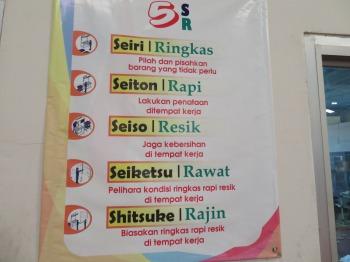 5 S
R
Seiri | Ringkas
Pilah dan pisahkan
barang yang tidak perlu
Seiton | Rapi
Lakukan penataan
ditempat kerja
Seiso | Resik
Jaga kebersihan
di tempat kerja
Seiketsu | Rawat
Pelihara kondisi ringkas rapi resik
di tempat kerja
Shitsuke | Rajin
Biasakan ringkas rapi resik
di tempat kerja